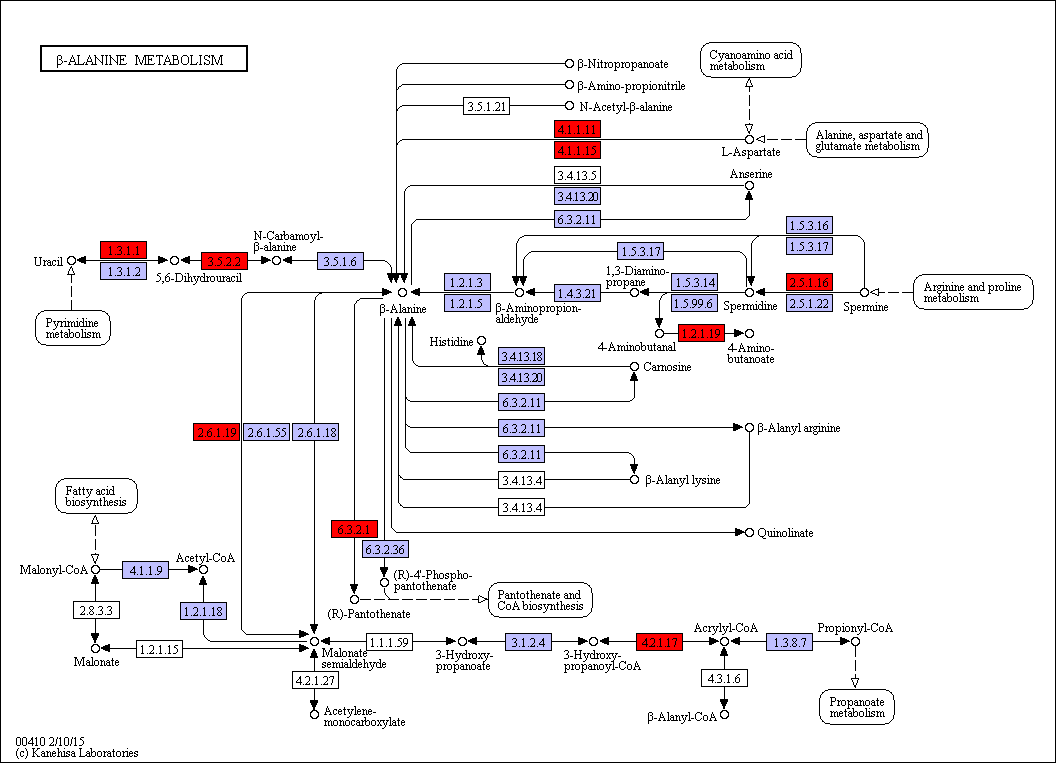 β-ALANINE METABOLISM
β-Nitropropanoate
β-Amino-propionitrile
3.5.1.21
N-Acetyl-β-alanine
Cyanoamino acid
metabolism
4.1.1.11
4.1.1.15
L-Aspartate
Alanine, aspartate and
glutamate metabolism
3.4.13.5
3.4.13.20
6.3.2.11
Anserine
Uracil
1.3.1.1
1.3.1.2
5,6-Dihydrouracil
3.5.2.2
N-Carbamoyl-
β-alanine
3.5.1.6
Pyrimidine
metabolism
β-Alanine
1.2.1.3
1.2.1.5
β-Aminopropion-
aldehyde
1.4.3.21
1,3-Diamino-
propane
1.5.3.16
1.5.3.17
1.5.3.17
1.5.3.14
1.5.99.6
Spermidine
2.5.1.16
2.5.1.22
Spermine
Arginine and proline
metabolism
4-Aminobutanal
1.2.1.19
4-Amino-
butanoate
Histidine
3.4.13.18
3.4.13.20
Carnosine
6.3.2.11
6.3.2.11
β-Alanyl arginine
6.3.2.11
3.4.13.4
β-Alanyl lysine
3.4.13.4
Quinolinate
2.6.1.19
2.6.1.55
2.6.1.18
Fatty acid
biosynthesis
6.3.2.1
6.3.2.36
(R)-4'-Phospho-
pantothenate
Pantothenate and
CoA biosynthesis
(R)-Pantothenate
Malonyl-CoA
4.1.1.9
Acetyl-CoA
2.8.3.3
1.2.1.18
Malonate
1.2.1.15
Malonate
semialdehyde
1.1.1.59
3-Hydroxy-
propanoate
3.1.2.4
3-Hydroxy-
propanoyl-CoA
4.2.1.17
Acrylyl-CoA
1.3.8.7
Propionyl-CoA
4.2.1.27
Acetylene-
monocarboxylate
4.3.1.6
β-Alanyl-CoA
Propanoate
metabolism
00410 2/10/15
(c) Kanehisa Laboratories